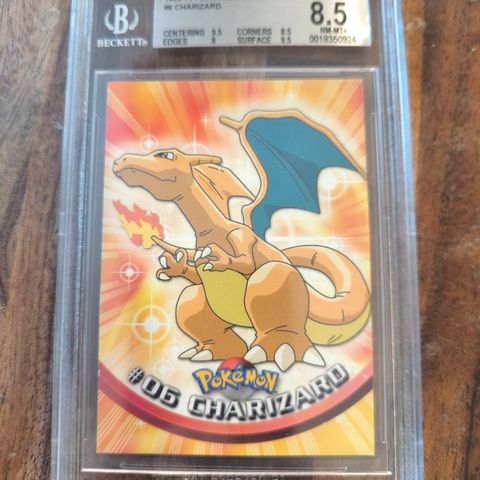 BECKETT
#6 CHARIZARD
CENTERING 9.5 CORNERS 8.5
EDGES 8 SURFACE 9.5
8.5
NM-MT+
0018350924
POKéMON
#06 CHARIZARD